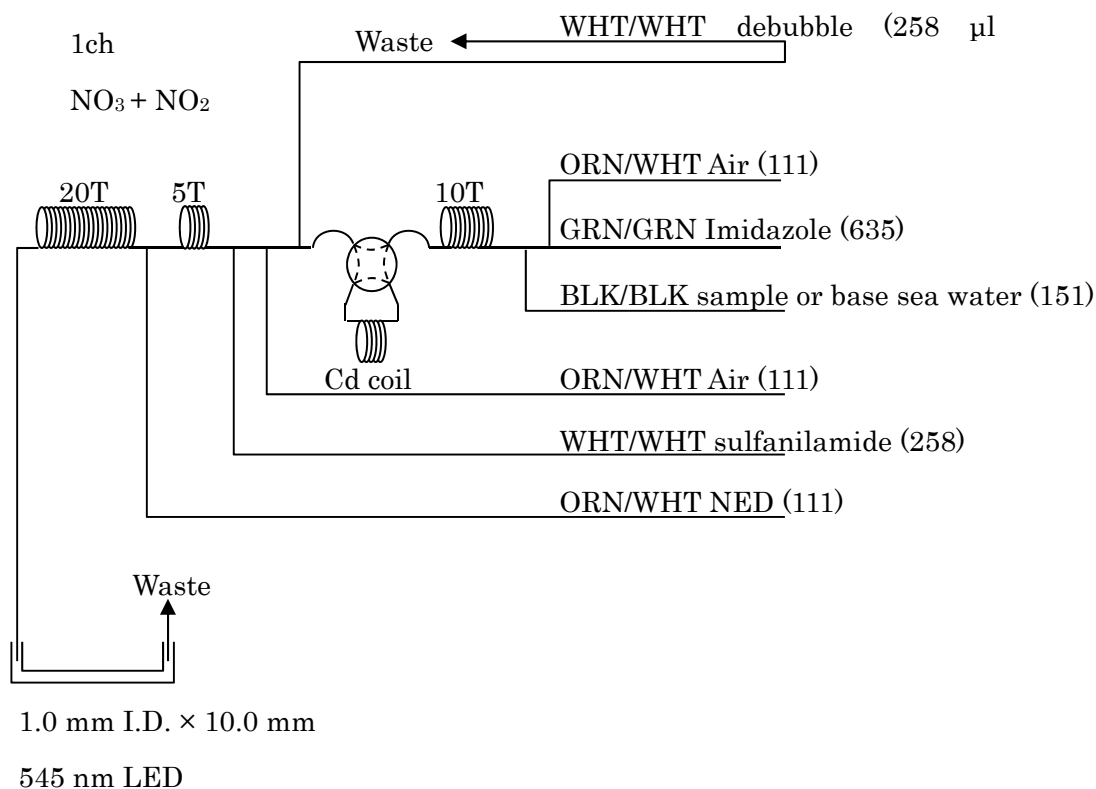 1ch
NO₃ + NO₂
Waste
WHT/WHT debubble (258 µl
ORN/WHT Air (111)
20T
5T
10T
GRN/GRN Imidazole (635)
BLK/BLK sample or base sea water (151)
Cd coil
ORN/WHT Air (111)
WHT/WHT sulfanilamide (258)
ORN/WHT NED (111)
Waste
1.0 mm I.D. × 10.0 mm
545 nm LED